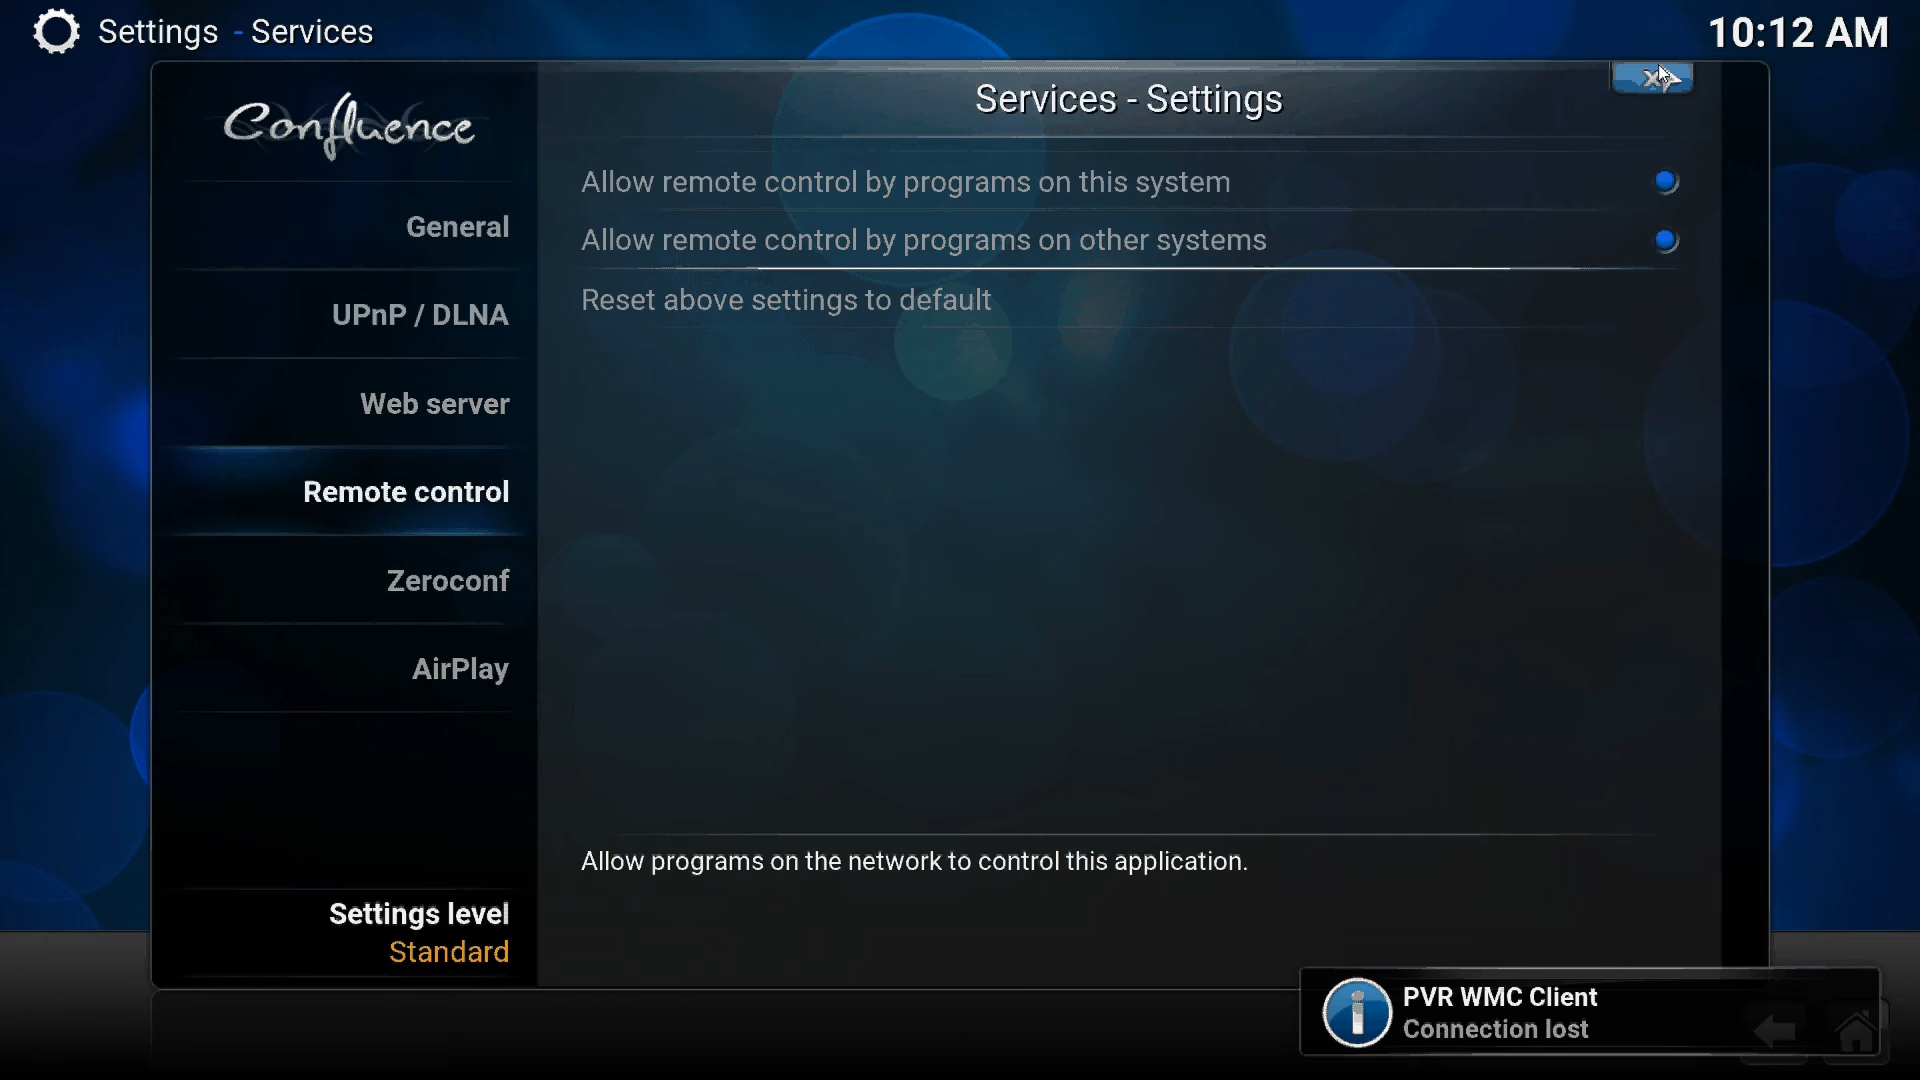 Settings - Services
10:12 AM
Confluence
Services - Settings
General
UPnP / DLNA
Web server
Remote control
Zeroconf
AirPlay
Settings level
Standard
Allow remote control by programs on this system
Allow remote control by programs on other systems
Reset above settings to default
Allow programs on the network to control this application.
PVR WMC Client
Connection lost